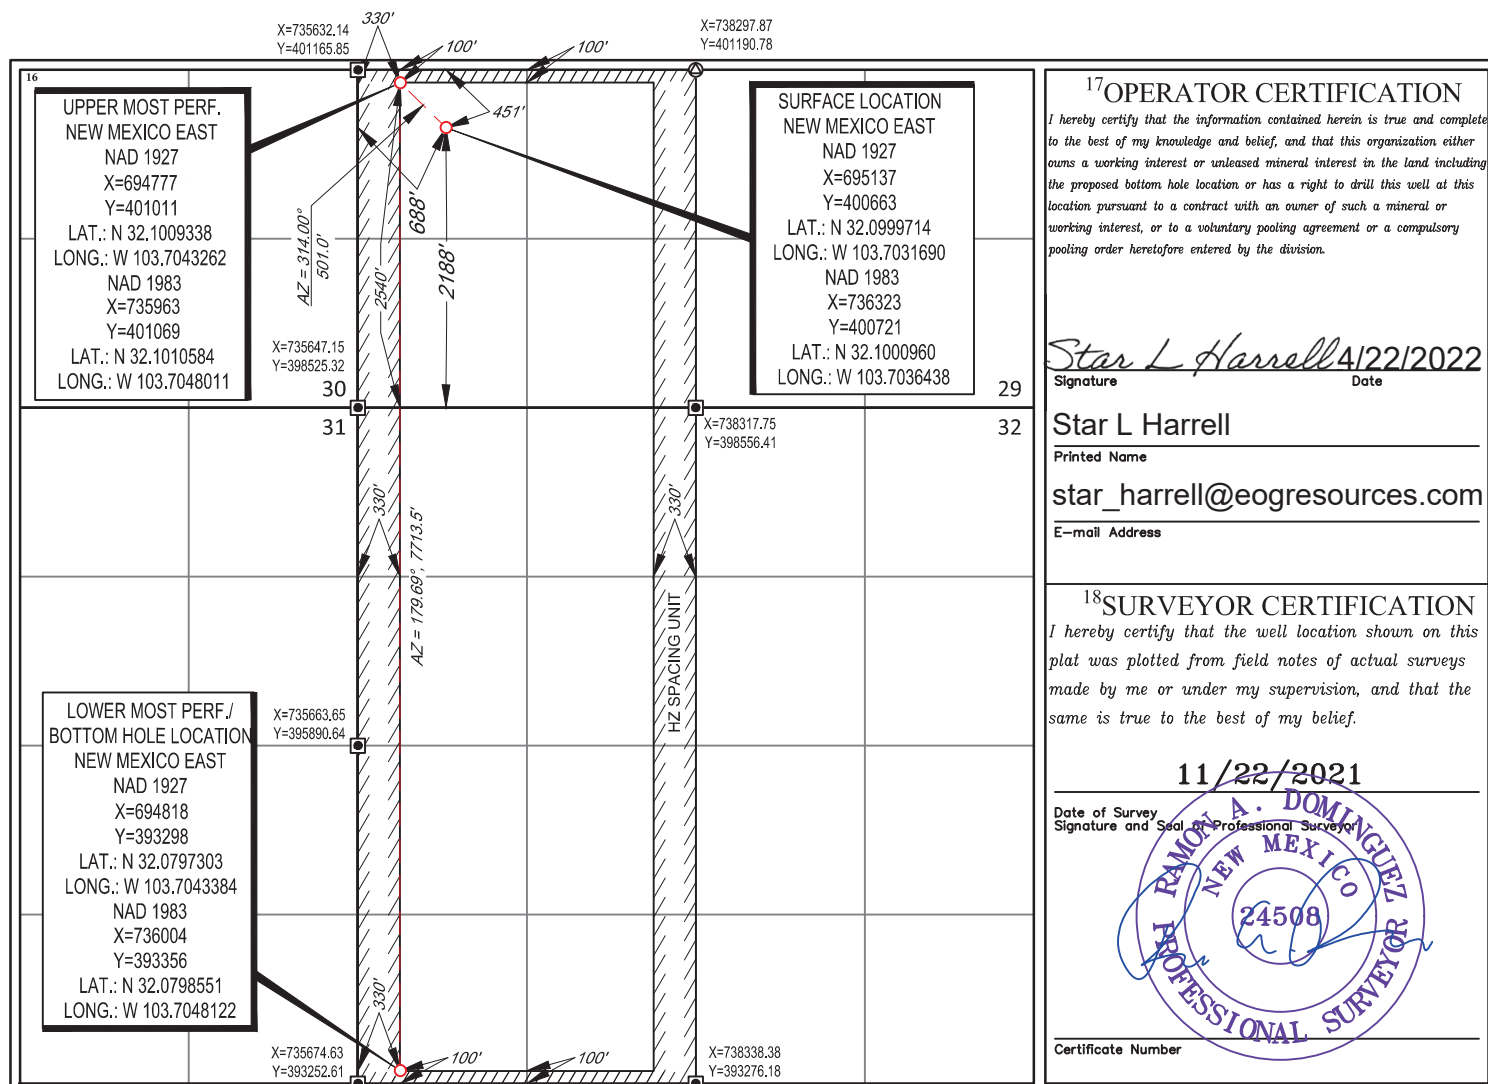 X=735632.14
Y=401165.85
330'
100'
100'
X=738297.87
Y=401190.78
16
UPPER MOST PERF.
NEW MEXICO EAST
NAD 1927
X=694777
Y=401011
LAT.: N 32.1009338
LONG.: W 103.7043262
NAD 1983
X=735963
Y=401069
LAT.: N 32.1010584
LONG.: W 103.7048011
451'
SURFACE LOCATION
NEW MEXICO EAST
NAD 1927
X=695137
Y=400663
LAT.: N 32.0999714
LONG.: W 103.7031690
NAD 1983
X=736323
Y=400721
LAT.: N 32.1000960
LONG.: W 103.7036438
AZ = 314.00°
501.0'
688'
2540'
2188'
X=735647.15
Y=398525.32
30
29
31
32
X=738317.75
Y=398556.41
330'
330'
AZ = 179.69°, 7713.5'
HZ SPACING UNIT
LOWER MOST PERF./
BOTTOM HOLE LOCATION
NEW MEXICO EAST
NAD 1927
X=694818
Y=393298
LAT.: N 32.0797303
LONG.: W 103.7043384
NAD 1983
X=736004
Y=393356
LAT.: N 32.0798551
LONG.: W 103.7048122
X=735663.65
Y=395890.64
330'
X=735674.63
Y=393252.61
100'
100'
X=738338.38
Y=393276.18
17OPERATOR CERTIFICATION
I hereby certify that the information contained herein is true and complete
to the best of my knowledge and belief, and that this organization either
owns a working interest or unleased mineral interest in the land including
the proposed bottom hole location or has a right to drill this well at this
location pursuant to a contract with an owner of such a mineral or
working interest, or to a voluntary pooling agreement or a compulsory
pooling order heretofore entered by the division.
Star L Harrell 4/22/2022
Signature Date
Star L Harrell
Printed Name
star_harrell@eogresources.com
E-mail Address
18SURVEYOR CERTIFICATION
I hereby certify that the well location shown on this
plat was plotted from field notes of actual surveys
made by me or under my supervision, and that the
same is true to the best of my belief.
11/22/2021
Date of Survey
Signature and Seal of Professional Surveyor
RAMON A. DOMINGUEZ
NEW MEXICO
24508
PROFESSIONAL SURVEYOR
Certificate Number